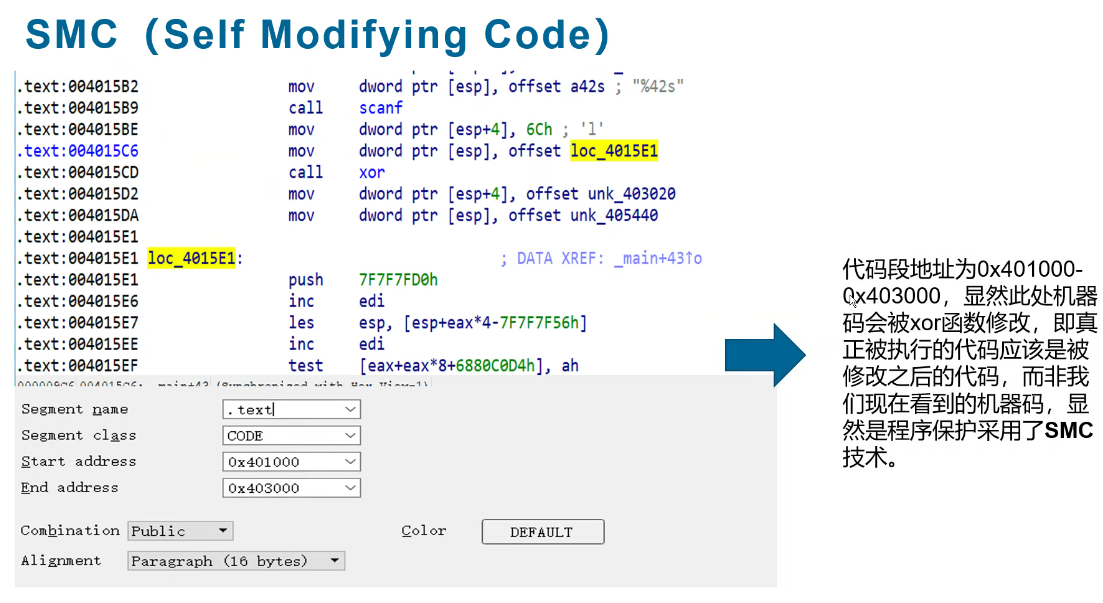 SMC（Self Modifying Code）
.text:004015B2 mov dword ptr [esp], offset a42s ; "%42s"
.text:004015B9 call scanf
.text:004015BE mov dword ptr [esp+4], 6Ch ; 'l'
.text:004015C6 mov dword ptr [esp], offset loc_4015E1
.text:004015CD call xor
.text:004015D2 mov dword ptr [esp+4], offset unk_403020
.text:004015DA mov dword ptr [esp], offset unk_405440
.text:004015E1
.text:004015E1 loc_4015E1: ; DATA XREF: _main+43↑o
.text:004015E1 push 7F7F7FD0h
.text:004015E6 inc edi
.text:004015E7 les esp, [esp+eax*4-7F7F7F56h]
.text:004015EE inc edi
.text:004015EF test [eax+eax*8+6880C0D4h], ah
Segment name .text
Segment class CODE
Start address 0x401000
End address 0x403000
Combination Public Color DEFAULT
Alignment Paragraph (16 bytes)
代码段地址为0x401000-
0x403000，显然此处机器
码会被xor函数修改，即真
正被执行的代码应该是被
修改之后的代码，而非我
们现在看到的机器码，显
然是程序保护采用了SMC
技术。